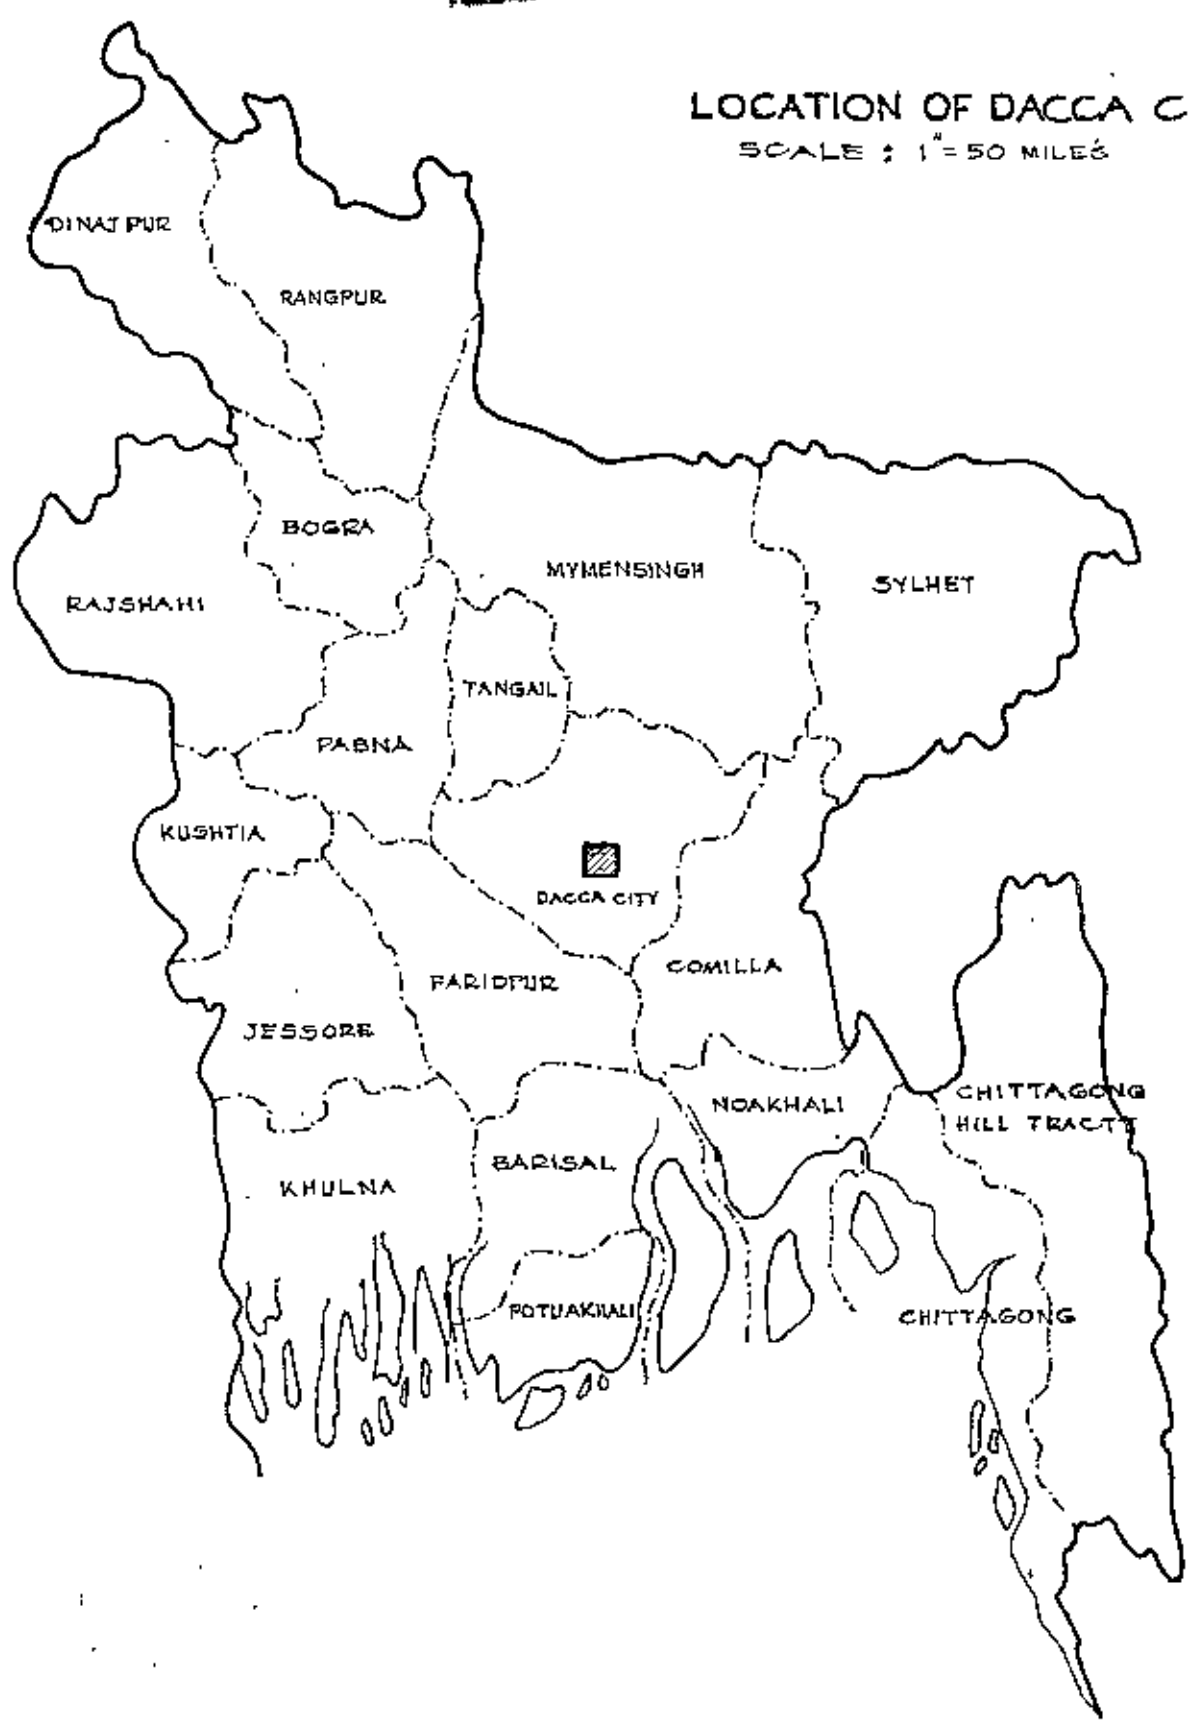 LOCATION OF DACCA C
SCALE : 1"= 50 MILES
DINAJPUR
RANGPUR
BOGRA
MYMENSINGH
SYLHET
RAJSHAHI
TANGAIL
PABNA
KUSHTIA
DACCA CITY
COMILLA
FARIDPUR
JESSORE
CHITTAGONG
HILL TRACTT
NOAKHALI
BARISAL
KHULNA
POTUAKHALI
CHITTAGONG